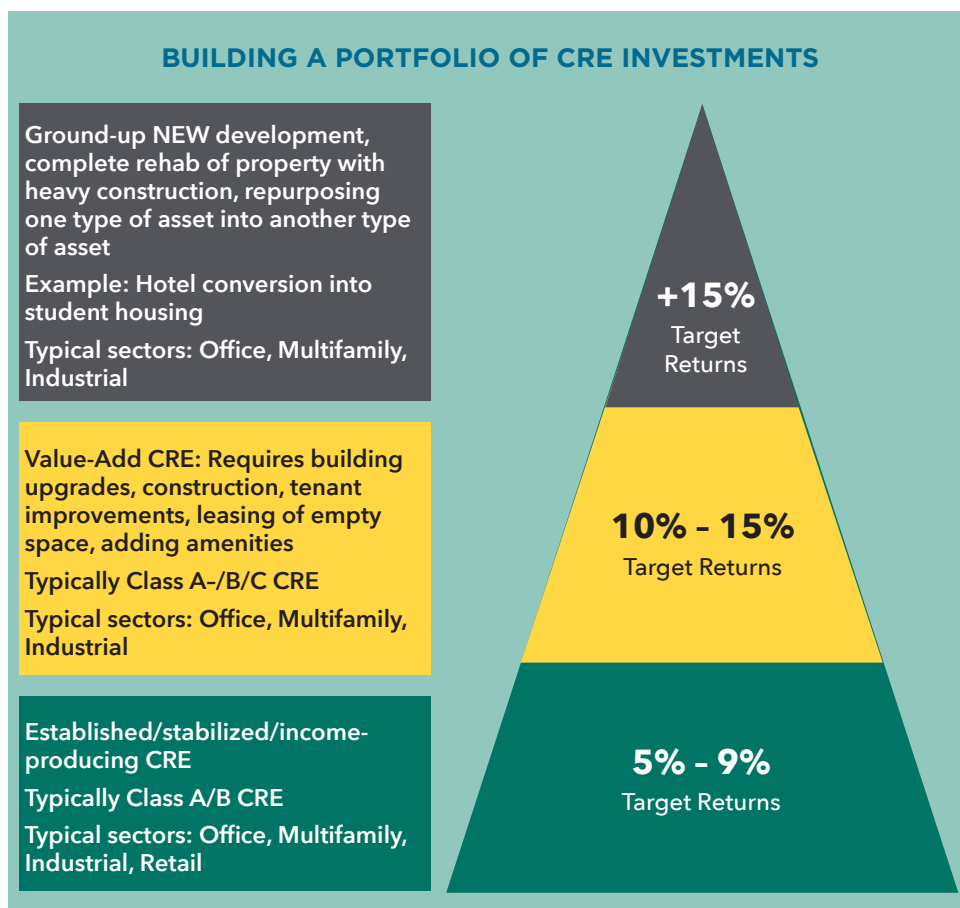 BUILDING A PORTFOLIO OF CRE INVESTMENTS
Ground-up NEW development,
complete rehab of property with
heavy construction, repurposing
one type of asset into another type
of asset
Example: Hotel conversion into
student housing
Typical sectors: Office, Multifamily,
Industrial
+15%
Target
Returns
Value-Add CRE: Requires building
upgrades, construction, tenant
improvements, leasing of empty
space, adding amenities
Typically Class A–/B/C CRE
Typical sectors: Office, Multifamily,
Industrial
10% – 15%
Target Returns
Established/stabilized/income-
producing CRE
Typically Class A/B CRE
Typical sectors: Office, Multifamily,
Industrial, Retail
5% – 9%
Target Returns